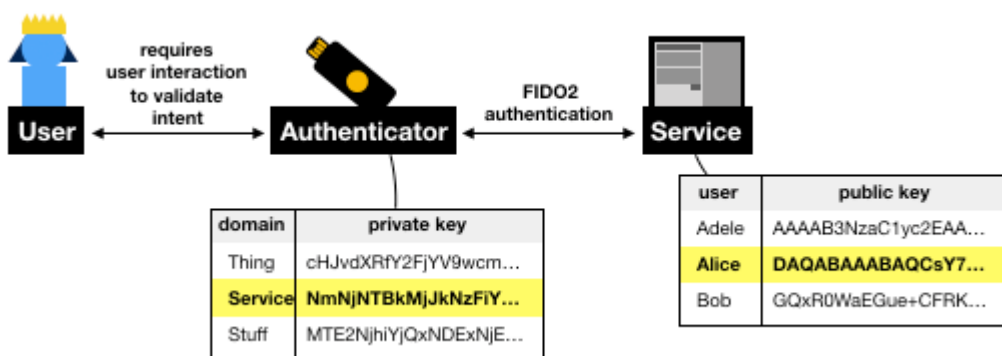 requires
user interaction
to validate
intent
FIDO2
authentication
User
Authenticator
Service
domain private key
Thing cHJvdXRfY2FjYV9wcm...
Service NmNjNTBkMjJkNzFiY...
Stuff MTE2NjhiYjQxNDExNjE...
user public key
Adele AAAAB3NzaC1yc2EAA...
Alice DAQABAAABAQCsY7...
Bob GQxR0WaEGue+CFRK...